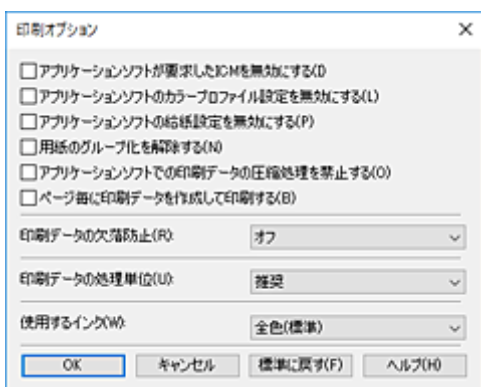 印刷オプション
アプリケーションソフトが要求したICMを無効にする(I
アプリケーションソフトのカラープロファイル設定を無効にする(L)
アプリケーションソフトの給紙設定を無効にする(P)
用紙のグループ化を解除する(N)
アプリケーションソフトでの印刷データの圧縮処理を禁止する(O)
ページ毎に印刷データを作成して印刷する(B)
印刷データの欠落防止(R): オフ
印刷データの処理単位(U): 推奨
使用するインク(W): 全色(標準)
OK キャンセル 標準に戻す(F) ヘルプ(H)